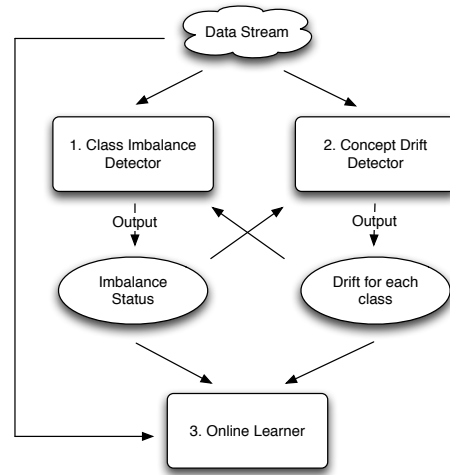 Data Stream
1. Class Imbalance
Detector
2. Concept Drift
Detector
Output
Output
Imbalance
Status
Drift for each
class
3. Online Learner